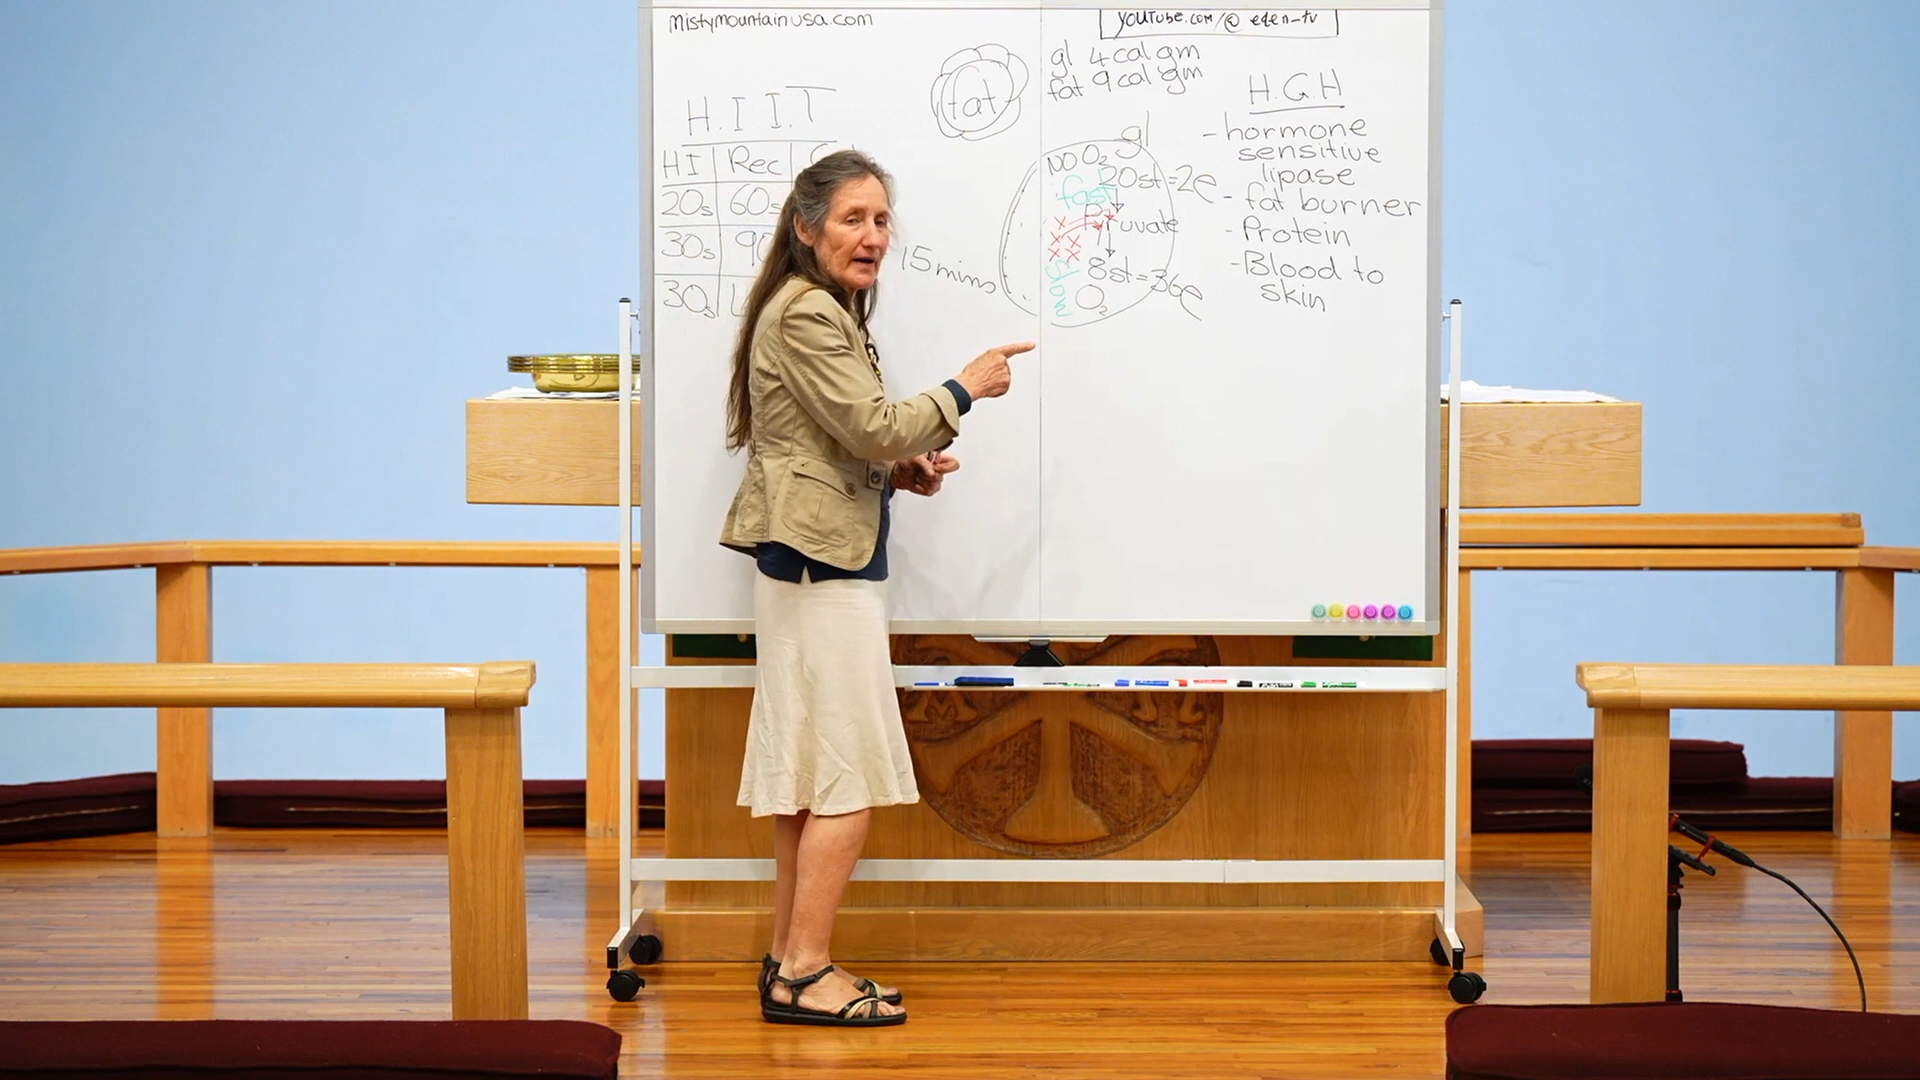 mistymountainusa.com
youtube.com/@eden-tv
H.I.I.T
HI Rec
20s 60s
30s
30s
15 mins
fat
gl 4 cal gm
fat 9 cal gm
gl
NO O2
20st=2e
fast
Pyruvate
slow
8st=36e
O2
H.G.H
-hormone
sensitive
lipase
- fat burner
-Protein
-Blood to
skin